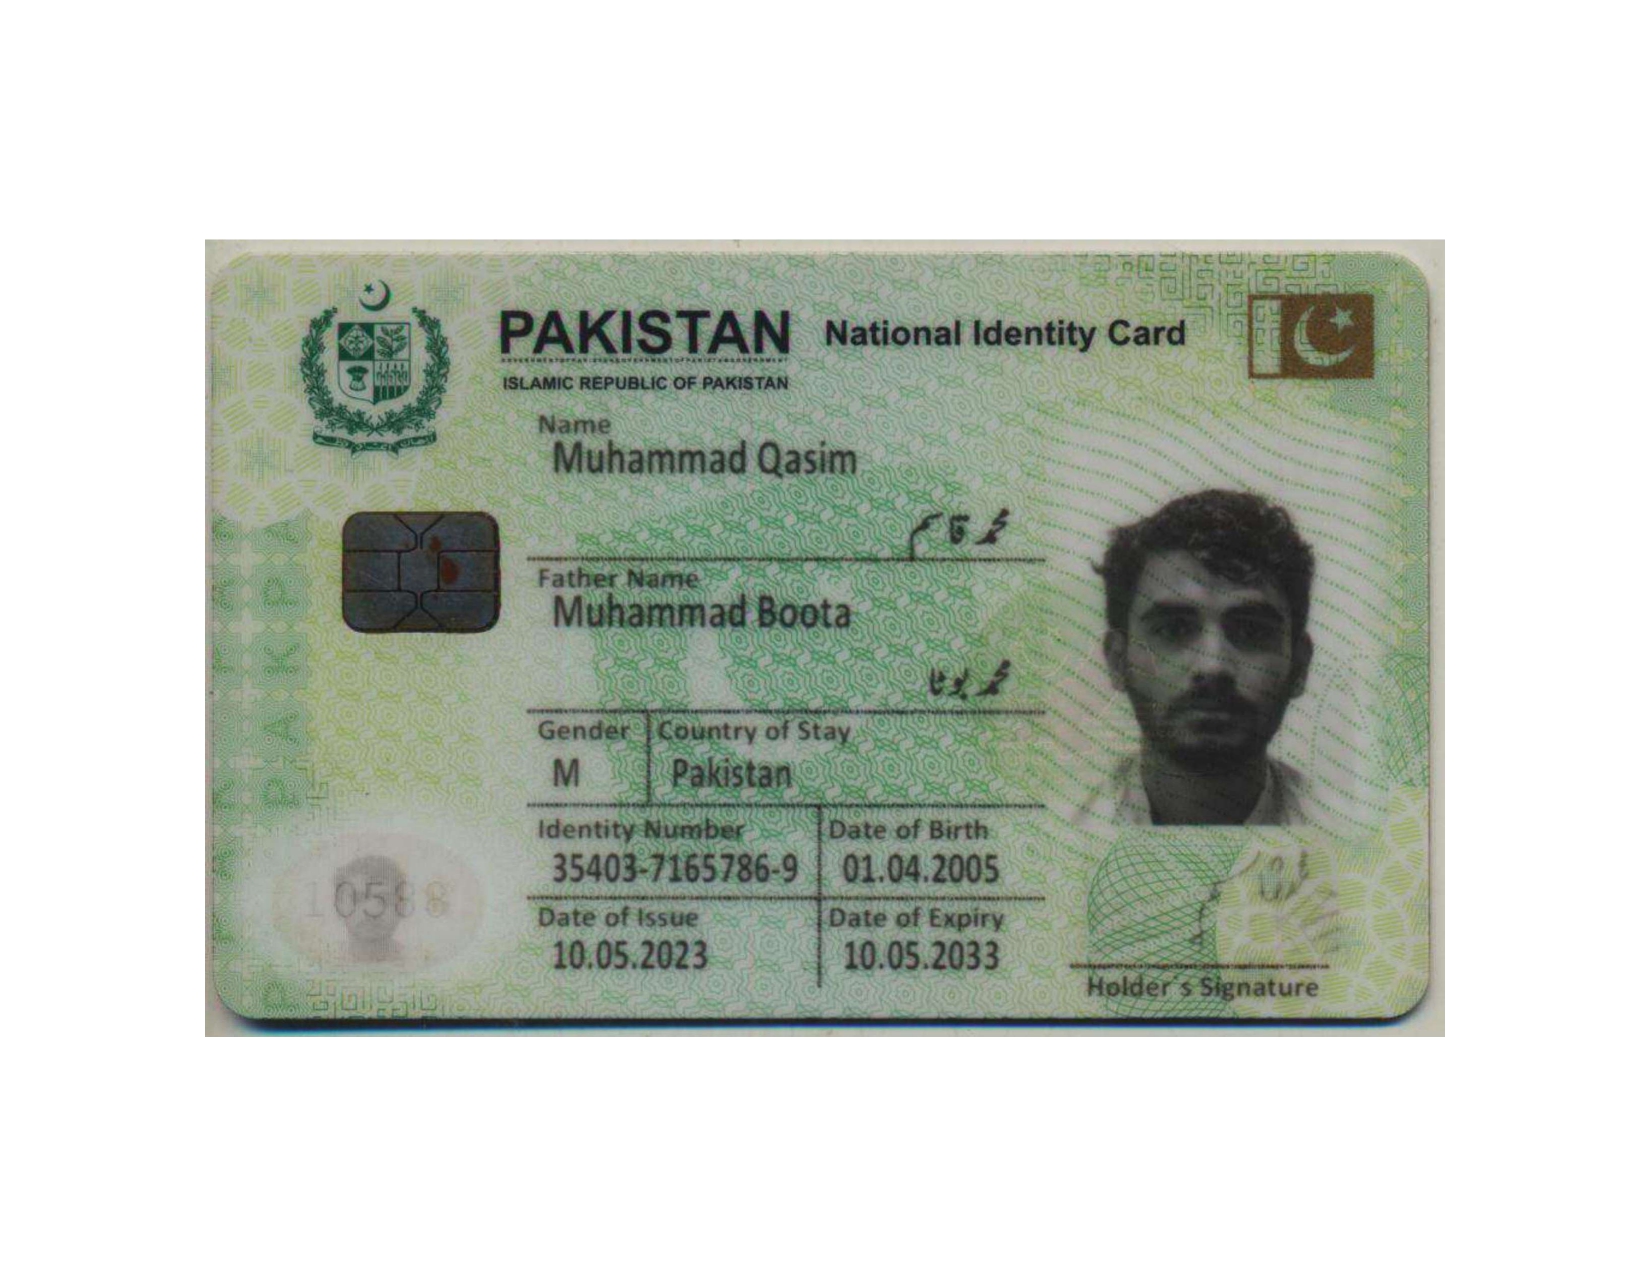 PAKISTAN National Identity Card
ISLAMIC REPUBLIC OF PAKISTAN
Name
Muhammad Qasim
محمد قاسم
Father Name
Muhammad Boota
محمد بوٹا
Gender Country of Stay
M Pakistan
Identity Number Date of Birth
35403-7165786-9 01.04.2005
Date of Issue Date of Expiry
10.05.2023 10.05.2033
Holder's Signature